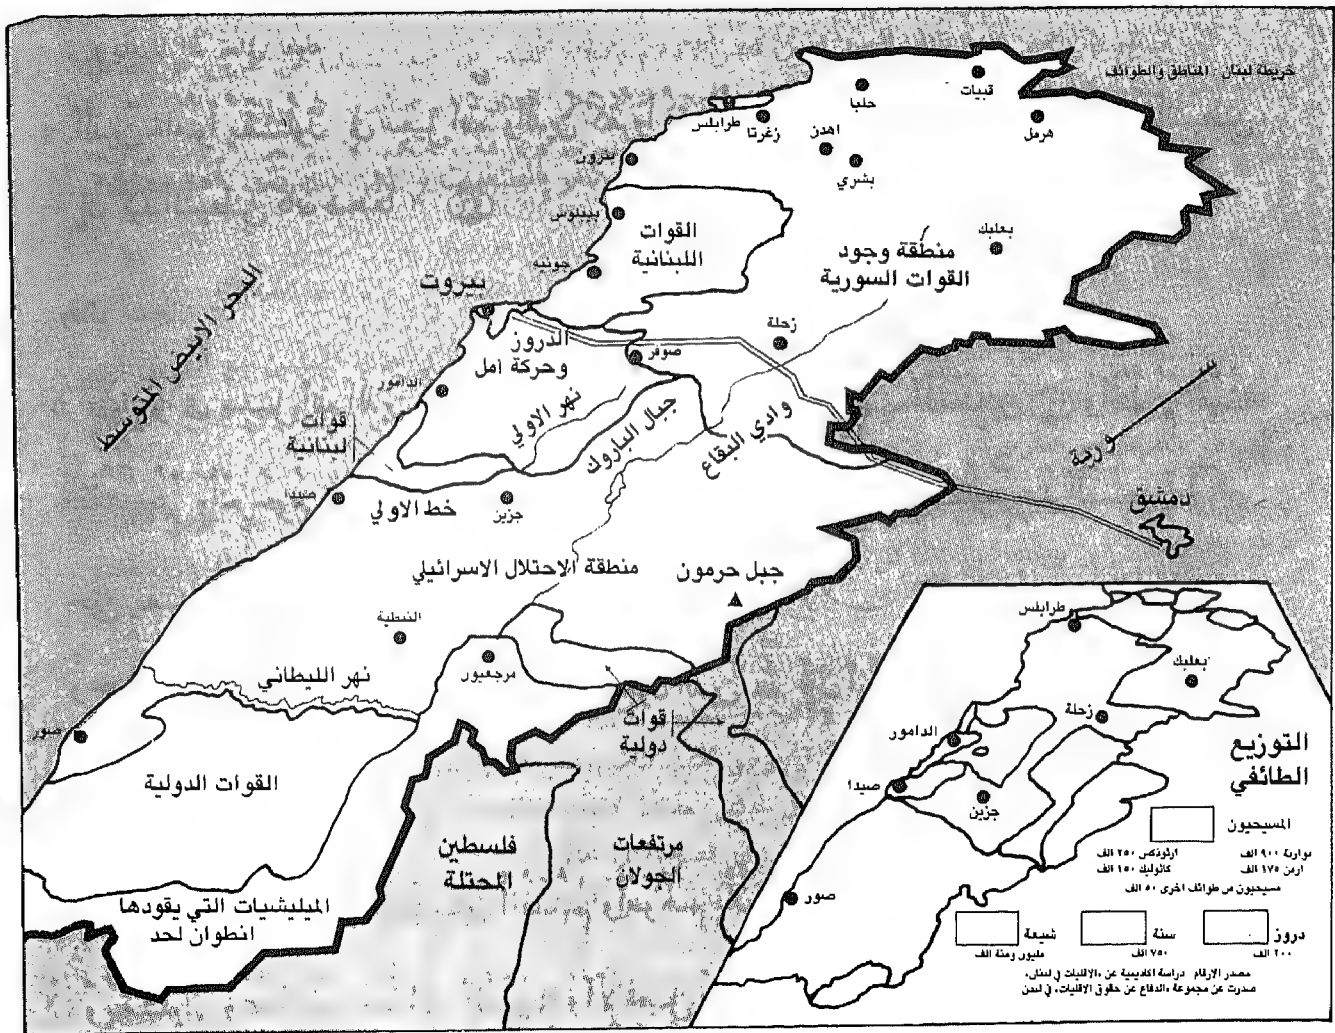 خريطة لبنان المناطق والطوائف
قبيات
حلبا
هرمل
طرابلس
زغرتا
اهدن
بشري
بترون
بيبلوس
القوات
اللبنانية
بعلبك
منطقة وجود
القوات السورية
جونيه
بيروت
البحر الابيض المتوسط
زحلة
الدروز
وحركة امل
صوفر
الدامور
سورية
نهر الاولي
جبال الباروك
وادي البقاع
قوات
لبنانية
صيدا
خط الاولي
جزين
دمشق
منطقة الاحتلال الاسرائيلي
جبل حرمون
النبطية
مرجعيون
نهر الليطاني
قوات
دولية
صور
القوات الدولية
فلسطين
المحتلة
مرتفعات
الجولان
الميليشيات التي يقودها
انطوان لحد
طرابلس
بعلبك
زحلة
الدامور
صيدا
جزين
صور
التوزيع
الطائفي
المسيحيون
موارنة ٩٠٠ الف
ارثوذكس ٢٥٠ الف
ارمن ١٧٥ الف
كاثوليك ١٥٠ الف
مسيحيون من طوائف اخرى ٥٠ الف
دروز
٢٠٠ الف
سنة
٧٥٠ الف
شيعة
مليون ومئة الف
مصدر الارقام دراسة اكاديمية عن «الاقليات في لبنان»
صدرت عن مجموعة «الدفاع عن حقوق الاقليات» في لندن